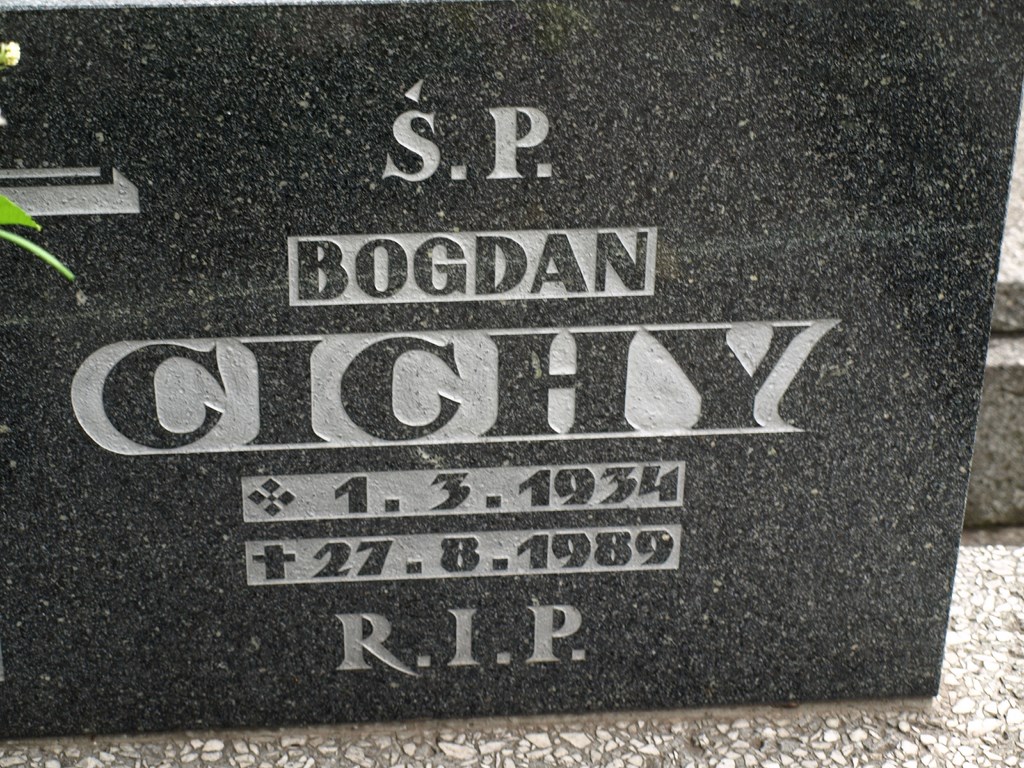 Ś.P.
BOGDAN
CICHY
❖ 1.3.1934
✝ 27.8.1989
R.I.P.